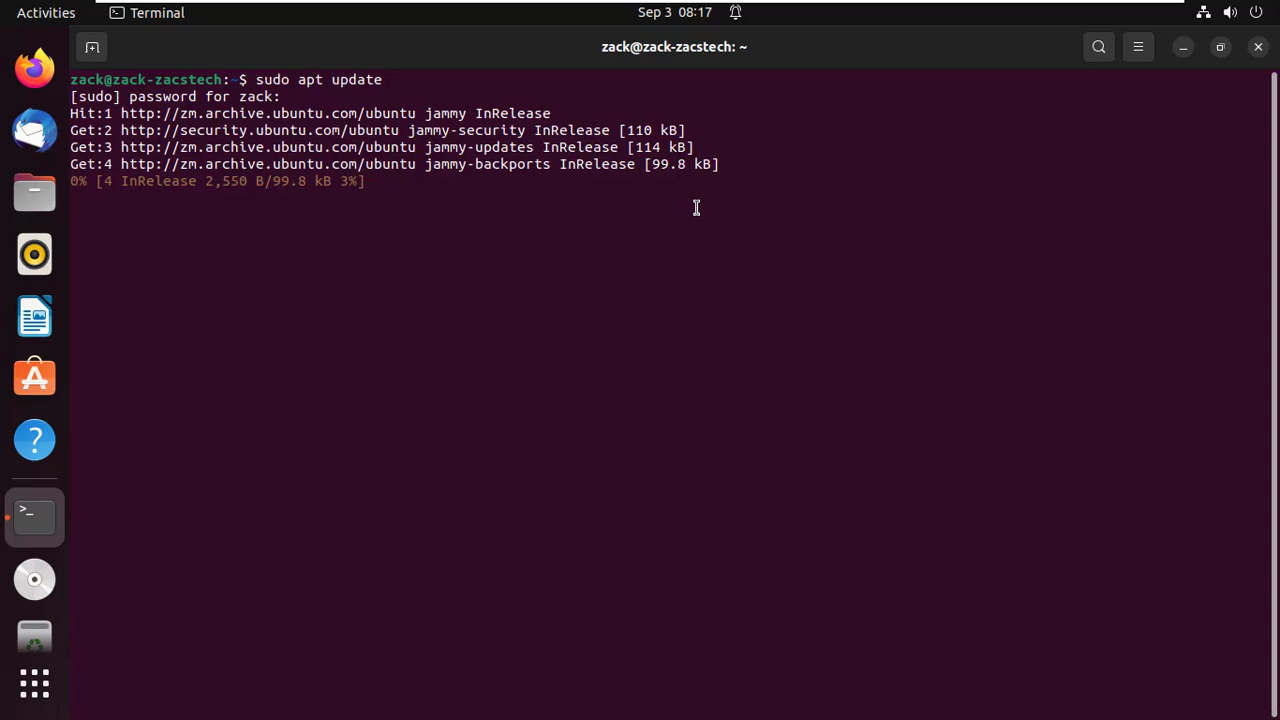 Activities
Terminal
Sep 3 08:17
zack@zack-zacstech: ~
zack@zack-zacstech:~$ sudo apt update
[sudo] password for zack:
Hit:1 http://zm.archive.ubuntu.com/ubuntu jammy InRelease
Get:2 http://security.ubuntu.com/ubuntu jammy-security InRelease [110 kB]
Get:3 http://zm.archive.ubuntu.com/ubuntu jammy-updates InRelease [114 kB]
Get:4 http://zm.archive.ubuntu.com/ubuntu jammy-backports InRelease [99.8 kB]
0% [4 InRelease 2,550 B/99.8 kB 3%]